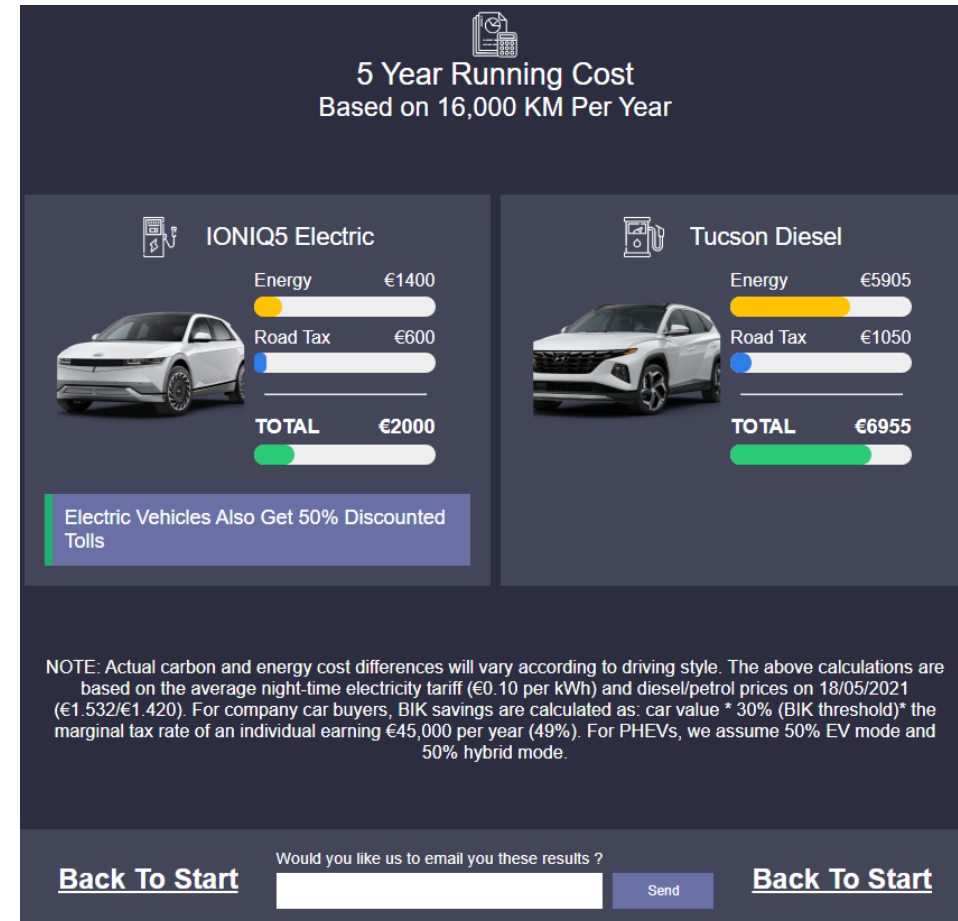 5 Year Running Cost
Based on 16,000 KM Per Year
IONIQ5 Electric
Energy €1400
Road Tax €600
TOTAL €2000
Electric Vehicles Also Get 50% Discounted
Tolls
Tucson Diesel
Energy €5905
Road Tax €1050
TOTAL €6955
NOTE: Actual carbon and energy cost differences will vary according to driving style. The above calculations are
based on the average night-time electricity tariff (€0.10 per kWh) and diesel/petrol prices on 18/05/2021
(€1.532/€1.420). For company car buyers, BIK savings are calculated as: car value * 30% (BIK threshold)* the
marginal tax rate of an individual earning €45,000 per year (49%). For PHEVs, we assume 50% EV mode and
50% hybrid mode.
Back To Start
Would you like us to email you these results ?
Send
Back To Start